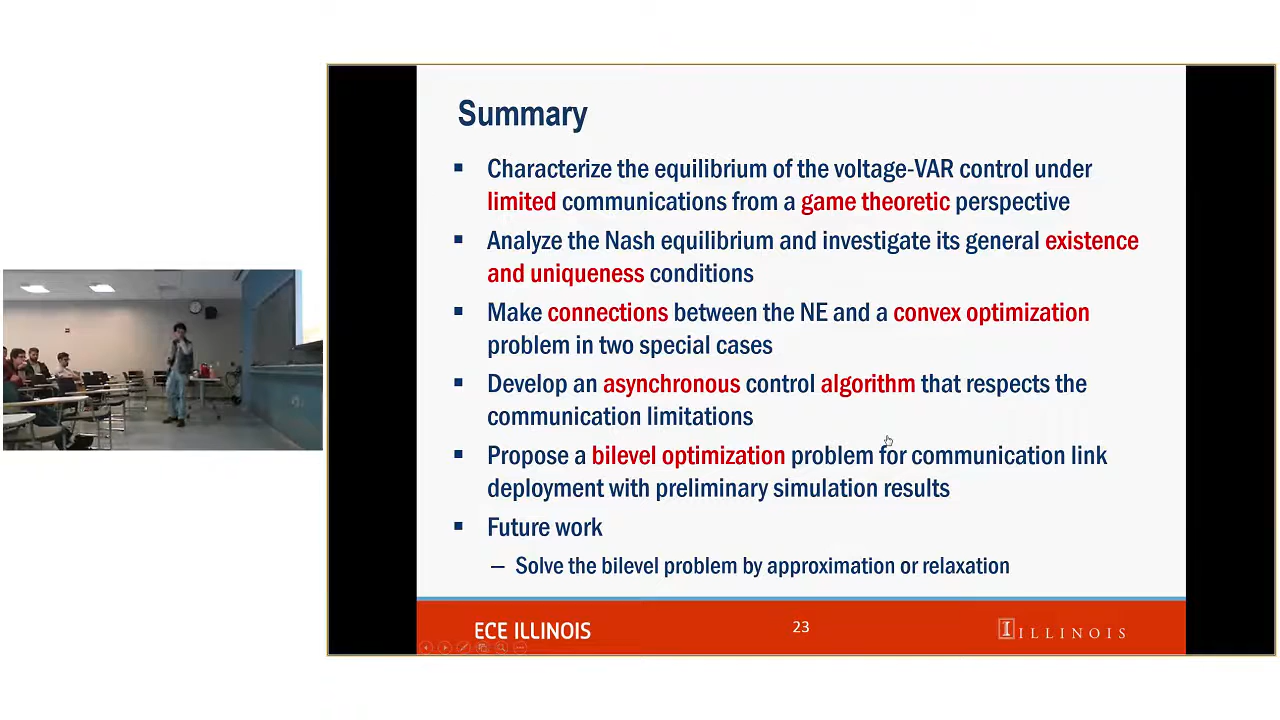 Summary
▪ Characterize the equilibrium of the voltage-VAR control under
limited communications from a game theoretic perspective
▪ Analyze the Nash equilibrium and investigate its general existence
and uniqueness conditions
▪ Make connections between the NE and a convex optimization
problem in two special cases
▪ Develop an asynchronous control algorithm that respects the
communication limitations
▪ Propose a bilevel optimization problem for communication link
deployment with preliminary simulation results
▪ Future work
– Solve the bilevel problem by approximation or relaxation
ECE ILLINOIS
23
I ILLINOIS